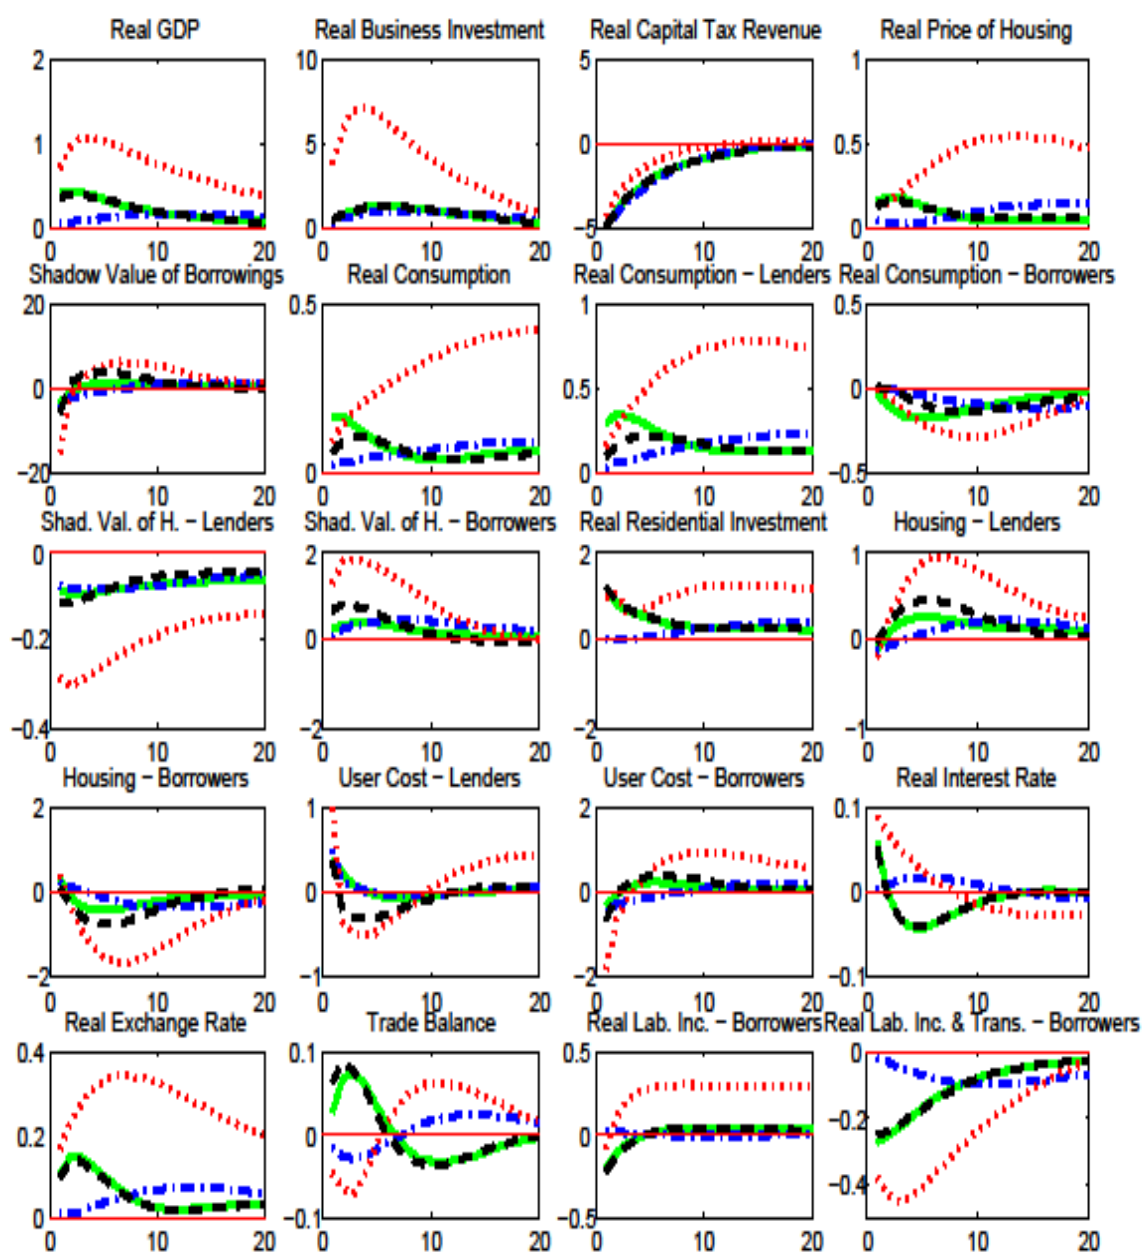 Real GDP
Real Business Investment
Real Capital Tax Revenue
Real Price of Housing
2
1
0
0 10 20
10
5
0
0 10 20
5
0
−5
0 10 20
1
0.5
0
0 10 20
Shadow Value of Borrowings
Real Consumption
Real Consumption − Lenders
Real Consumption − Borrowers
20
0
−20
0 10 20
0.5
0
0 10 20
1
0.5
0
0 10 20
0.5
0
−0.5
0 10 20
Shad. Val. of H. − Lenders
Shad. Val. of H. − Borrowers
Real Residential Investment
Housing − Lenders
0
−0.2
−0.4
0 10 20
2
0
−2
0 10 20
2
0
−2
0 10 20
1
0
−1
0 10 20
Housing − Borrowers
User Cost − Lenders
User Cost − Borrowers
Real Interest Rate
2
0
−2
0 10 20
1
0
−1
0 10 20
2
0
−2
0 10 20
0.1
0
−0.1
0 10 20
Real Exchange Rate
Trade Balance
Real Lab. Inc. − Borrowers
Real Lab. Inc. & Trans. − Borrowers
0.4
0.2
0
0 10 20
0.1
0
−0.1
0 10 20
0.5
0
−0.5
0 10 20
0
−0.2
−0.4
0 10 20